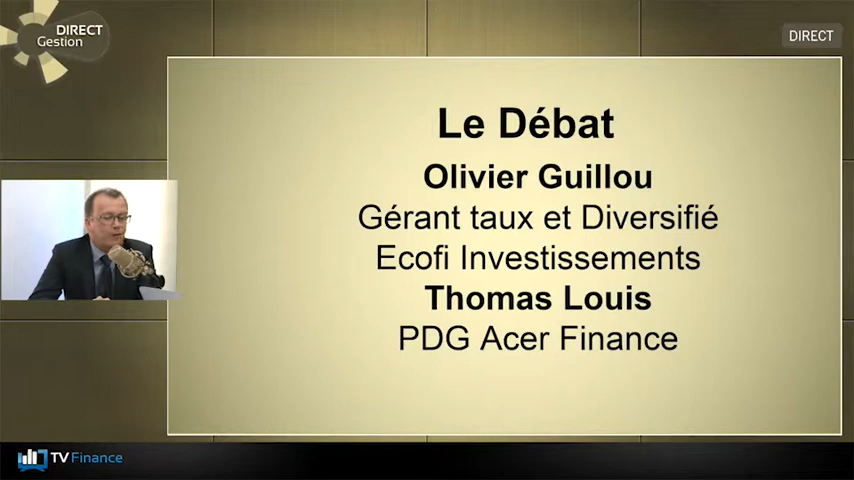 DIRECT
Gestion
DIRECT
Le Débat
Olivier Guillou
Gérant taux et Diversifié
Ecofi Investissements
Thomas Louis
PDG Acer Finance
TV Finance